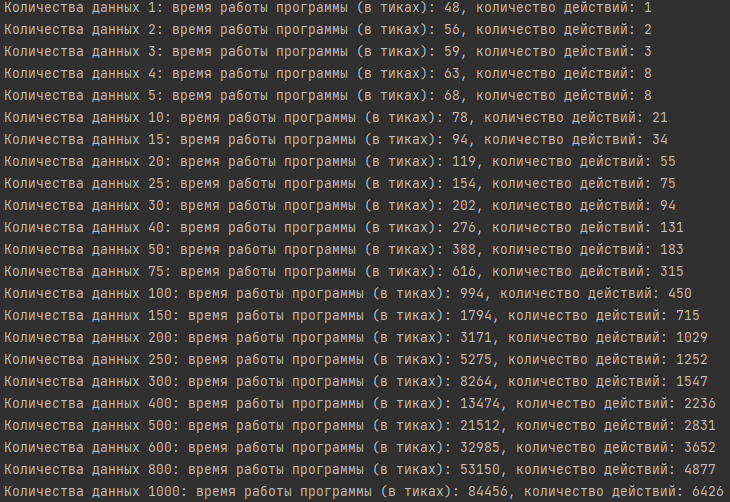 Количества данных 1: время работы программы (в тиках): 48, количество действий: 1
Количества данных 2: время работы программы (в тиках): 56, количество действий: 2
Количества данных 3: время работы программы (в тиках): 59, количество действий: 3
Количества данных 4: время работы программы (в тиках): 63, количество действий: 8
Количества данных 5: время работы программы (в тиках): 68, количество действий: 8
Количества данных 10: время работы программы (в тиках): 78, количество действий: 21
Количества данных 15: время работы программы (в тиках): 94, количество действий: 34
Количества данных 20: время работы программы (в тиках): 119, количество действий: 55
Количества данных 25: время работы программы (в тиках): 154, количество действий: 75
Количества данных 30: время работы программы (в тиках): 202, количество действий: 94
Количества данных 40: время работы программы (в тиках): 276, количество действий: 131
Количества данных 50: время работы программы (в тиках): 388, количество действий: 183
Количества данных 75: время работы программы (в тиках): 616, количество действий: 315
Количества данных 100: время работы программы (в тиках): 994, количество действий: 450
Количества данных 150: время работы программы (в тиках): 1794, количество действий: 715
Количества данных 200: время работы программы (в тиках): 3171, количество действий: 1029
Количества данных 250: время работы программы (в тиках): 5275, количество действий: 1252
Количества данных 300: время работы программы (в тиках): 8264, количество действий: 1547
Количества данных 400: время работы программы (в тиках): 13474, количество действий: 2236
Количества данных 500: время работы программы (в тиках): 21512, количество действий: 2831
Количества данных 600: время работы программы (в тиках): 32985, количество действий: 3652
Количества данных 800: время работы программы (в тиках): 53150, количество действий: 4877
Количества данных 1000: время работы программы (в тиках): 84456, количество действий: 6426